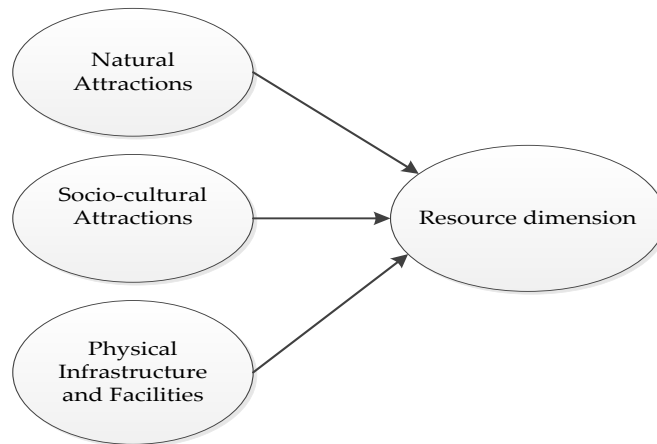 Natural
Attractions
Socio-cultural
Attractions
Resource dimension
Physical
Infrastructure
and Facilities